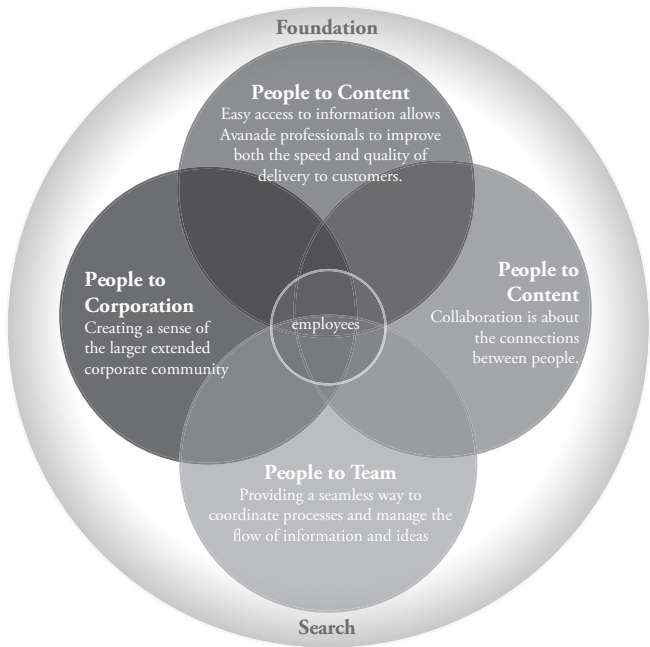 Foundation
People to Content
Easy access to information allows
Avanade professionals to improve
both the speed and quality of
delivery to customers.
People to
Corporation
Creating a sense of
the larger extended
corporate community
People to
Content
Collaboration is about
the connections
between people.
employees
People to Team
Providing a seamless way to
coordinate processes and manage the
flow of information and ideas
Search